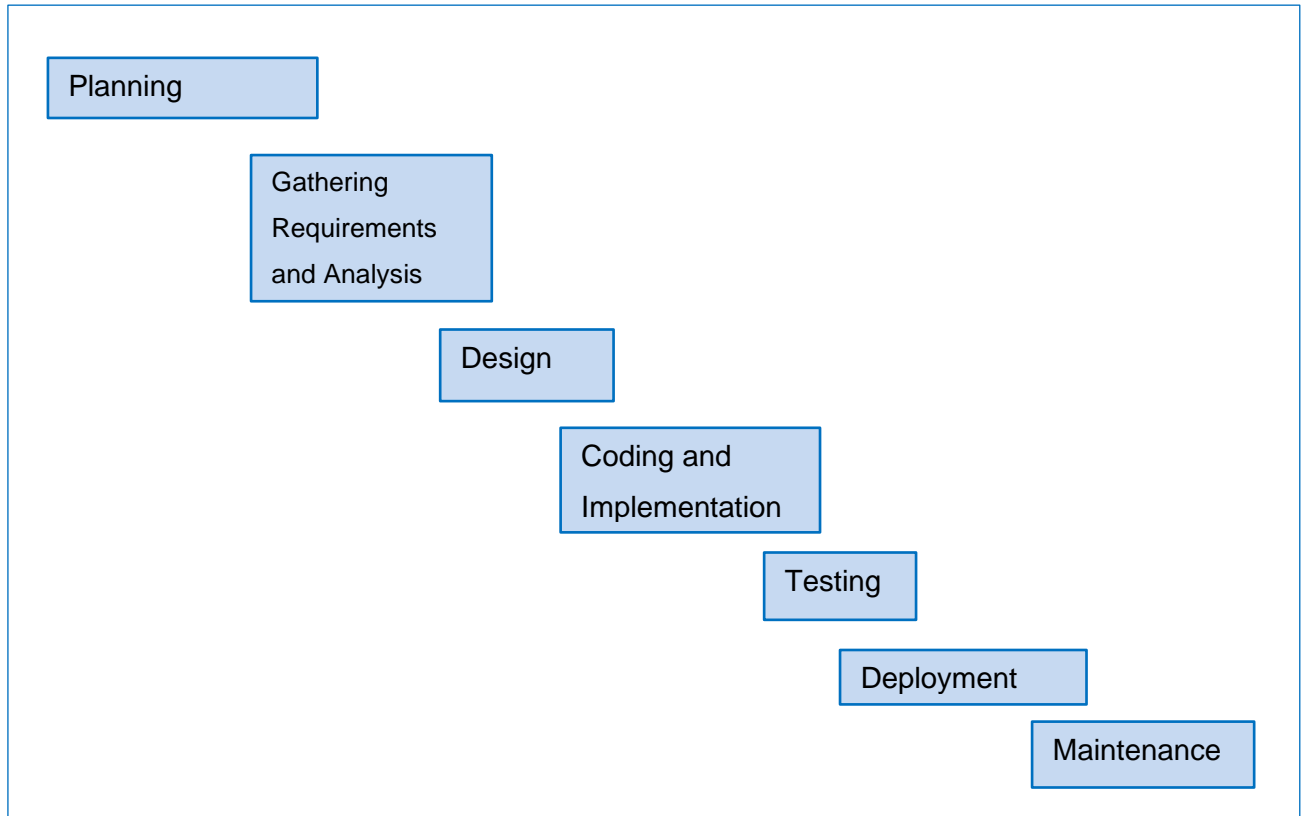 Planning
Gathering
Requirements
and Analysis
Design
Coding and
Implementation
Testing
Deployment
Maintenance